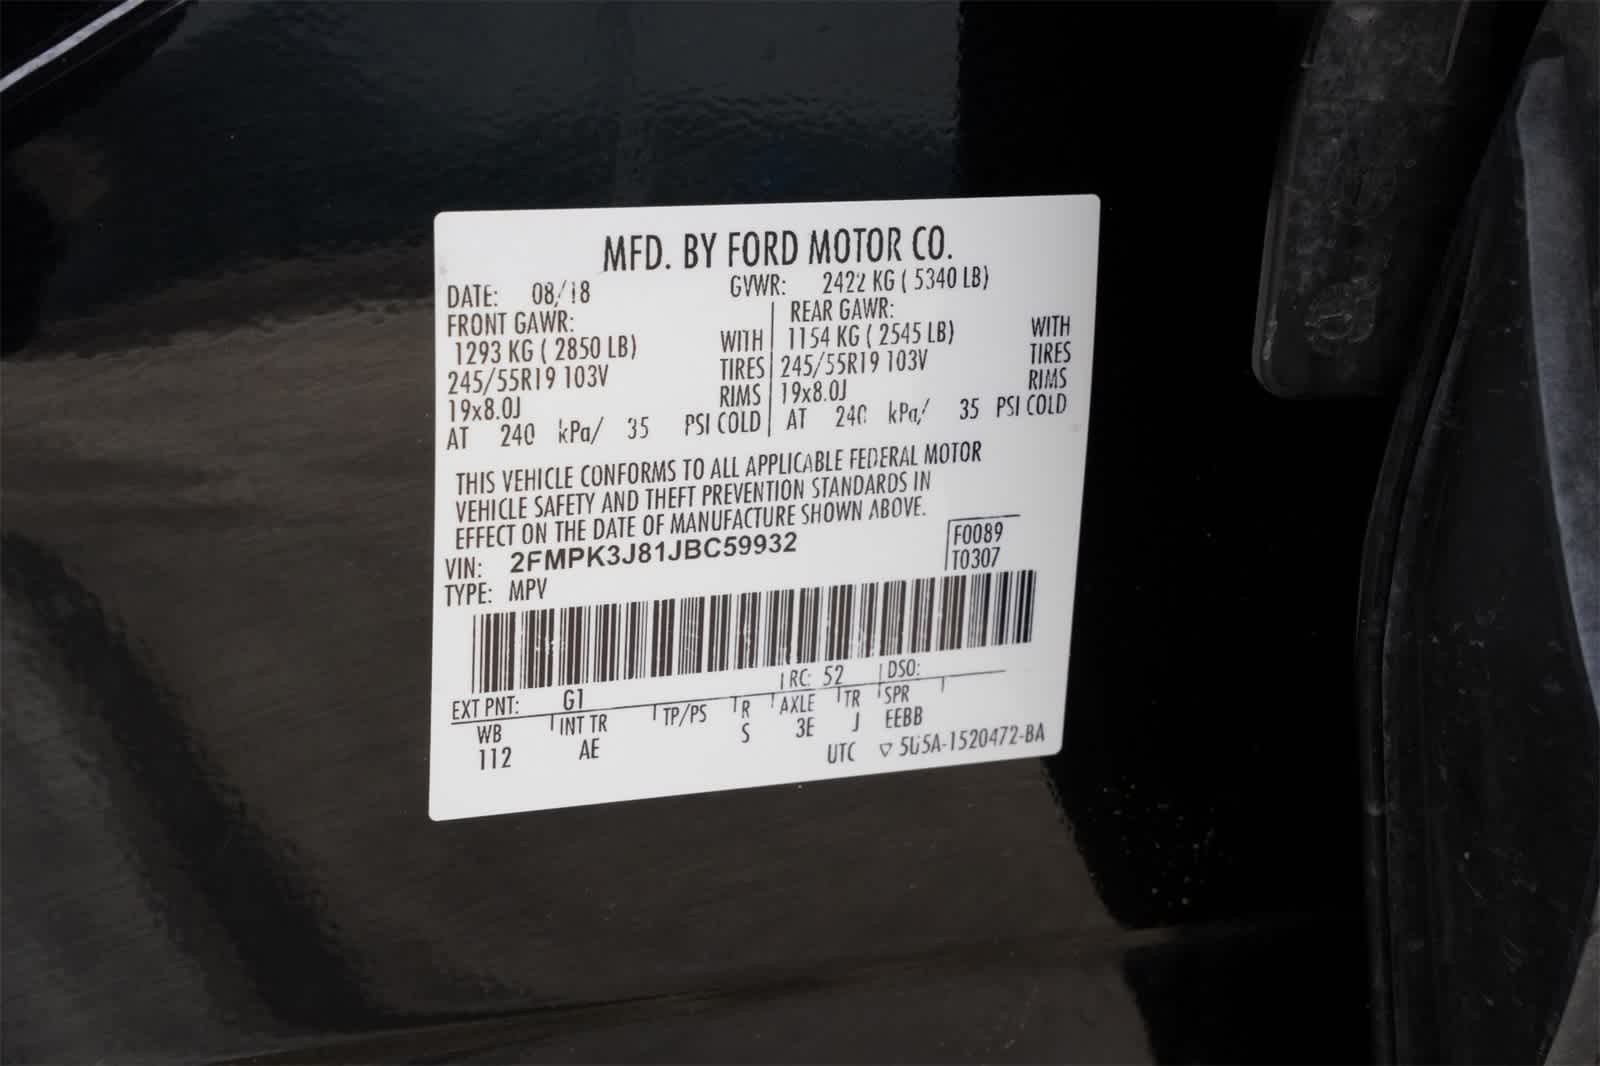 MFD. BY FORD MOTOR CO.
DATE: 08/18 GVWR: 2422 KG ( 5340 LB)
FRONT GAWR: REAR GAWR:
1293 KG ( 2850 LB) WITH 1154 KG ( 2545 LB) WITH
245/55R19 103V TIRES 245/55R19 103V TIRES
19x8.0J RIMS 19x8.0J RIMS
AT 240 kPa/ 35 PSI COLD AT 240 kPa/ 35 PSI COLD
THIS VEHICLE CONFORMS TO ALL APPLICABLE FEDERAL MOTOR
VEHICLE SAFETY AND THEFT PREVENTION STANDARDS IN
EFFECT ON THE DATE OF MANUFACTURE SHOWN ABOVE.
VIN: 2FMPK3J81JBC59932 F0089
TYPE: MPV T0307
EXT PNT: G1 RC: 52 DSO:
WB INT TR TP/PS R AXLE TR SPR
112 AE S 3E J EEBB
UTC ▽ 5U5A-1520472-BA